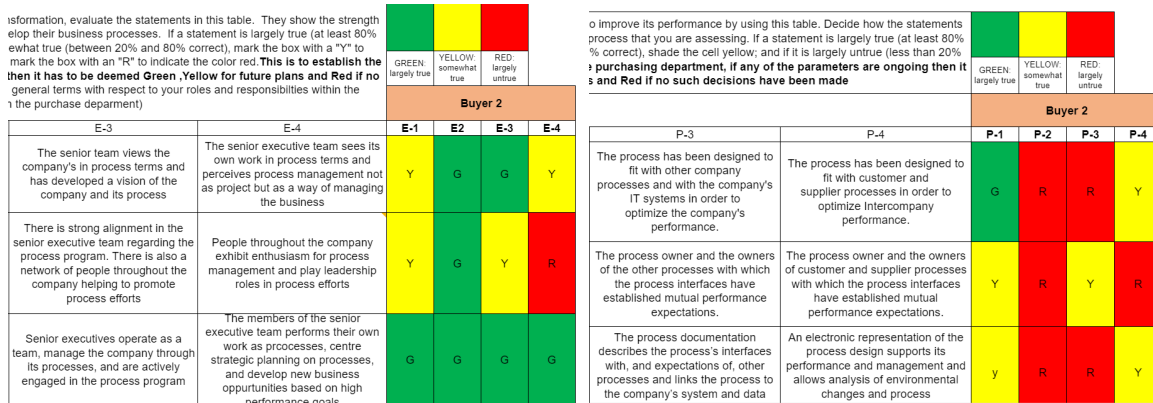 nsformation, evaluate the statements in this table. They show the strength
elop their business processes. If a statement is largely true (at least 80%
ewhat true (between 20% and 80% correct), mark the box with a "Y" to
mark the box with an "R" to indicate the color red.This is to establish the
then it has to be deemed Green ,Yellow for future plans and Red if no
general terms with respect to your roles and responsibilties within the
n the purchase deparment)
GREEN:
largely true
YELLOW:
somewhat
true
RED:
largely
untrue
Buyer 2
E-3 E-4 E-1 E2 E-3 E-4
The senior team views the
company's in process terms and
has developed a vision of the
company and its process
The senior executive team sees its
own work in process terms and
perceives process management not
as project but as a way of managing
the business
Y G G Y
There is strong alignment in the
senior executive team regarding the
process program. There is also a
network of people throughout the
company helping to promote
process efforts
People throughout the company
exhibit enthusiasm for process
management and play leadership
roles in process efforts
Y G Y R
Senior executives operate as a
team, manage the company through
its processes, and are actively
engaged in the process program
The members of the senior
executive team performs their own
work as processes, centre
strategic planning on processes,
and develop new business
opportunities based on high
performance goals
G G G G
o improve its performance by using this table. Decide how the statements
process that you are assessing. If a statement is largely true (at least 80%
% correct), shade the cell yellow; and if it is largely untrue (less than 20%
e purchasing department, if any of the parameters are ongoing then it
s and Red if no such decisions have been made
GREEN:
largely true
YELLOW:
somewhat
true
RED:
largely
untrue
Buyer 2
P-3 P-4 P-1 P-2 P-3 P-4
The process has been designed to
fit with other company
processes and with the company's
IT systems in order to
optimize the company's
performance.
The process has been designed to
fit with customer and
supplier processes in order to
optimize Intercompany
performance.
G R R Y
The process owner and the owners
of the other processes with which
the process interfaces have
established mutual performance
expectations.
The process owner and the owners
of customer and supplier processes
with which the process interfaces
have established mutual
performance expectations.
Y R Y R
The process documentation
describes the process's interfaces
with, and expectations of, other
processes and links the process to
the company's system and data
An electronic representation of the
process design supports its
performance and management and
allows analysis of environmental
changes and process
y R R Y